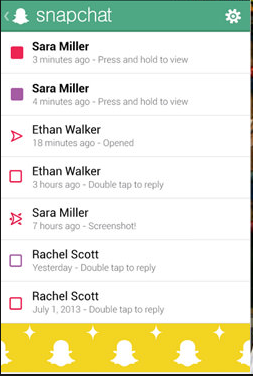 snapchat
Sara Miller
3 minutes ago - Press and hold to view
Sara Miller
4 minutes ago - Press and hold to view
Ethan Walker
18 minutes ago - Opened
Ethan Walker
3 hours ago - Double tap to reply
Sara Miller
7 hours ago - Screenshot!
Rachel Scott
Yesterday - Double tap to reply
Rachel Scott
July 1, 2013 - Double tap to reply